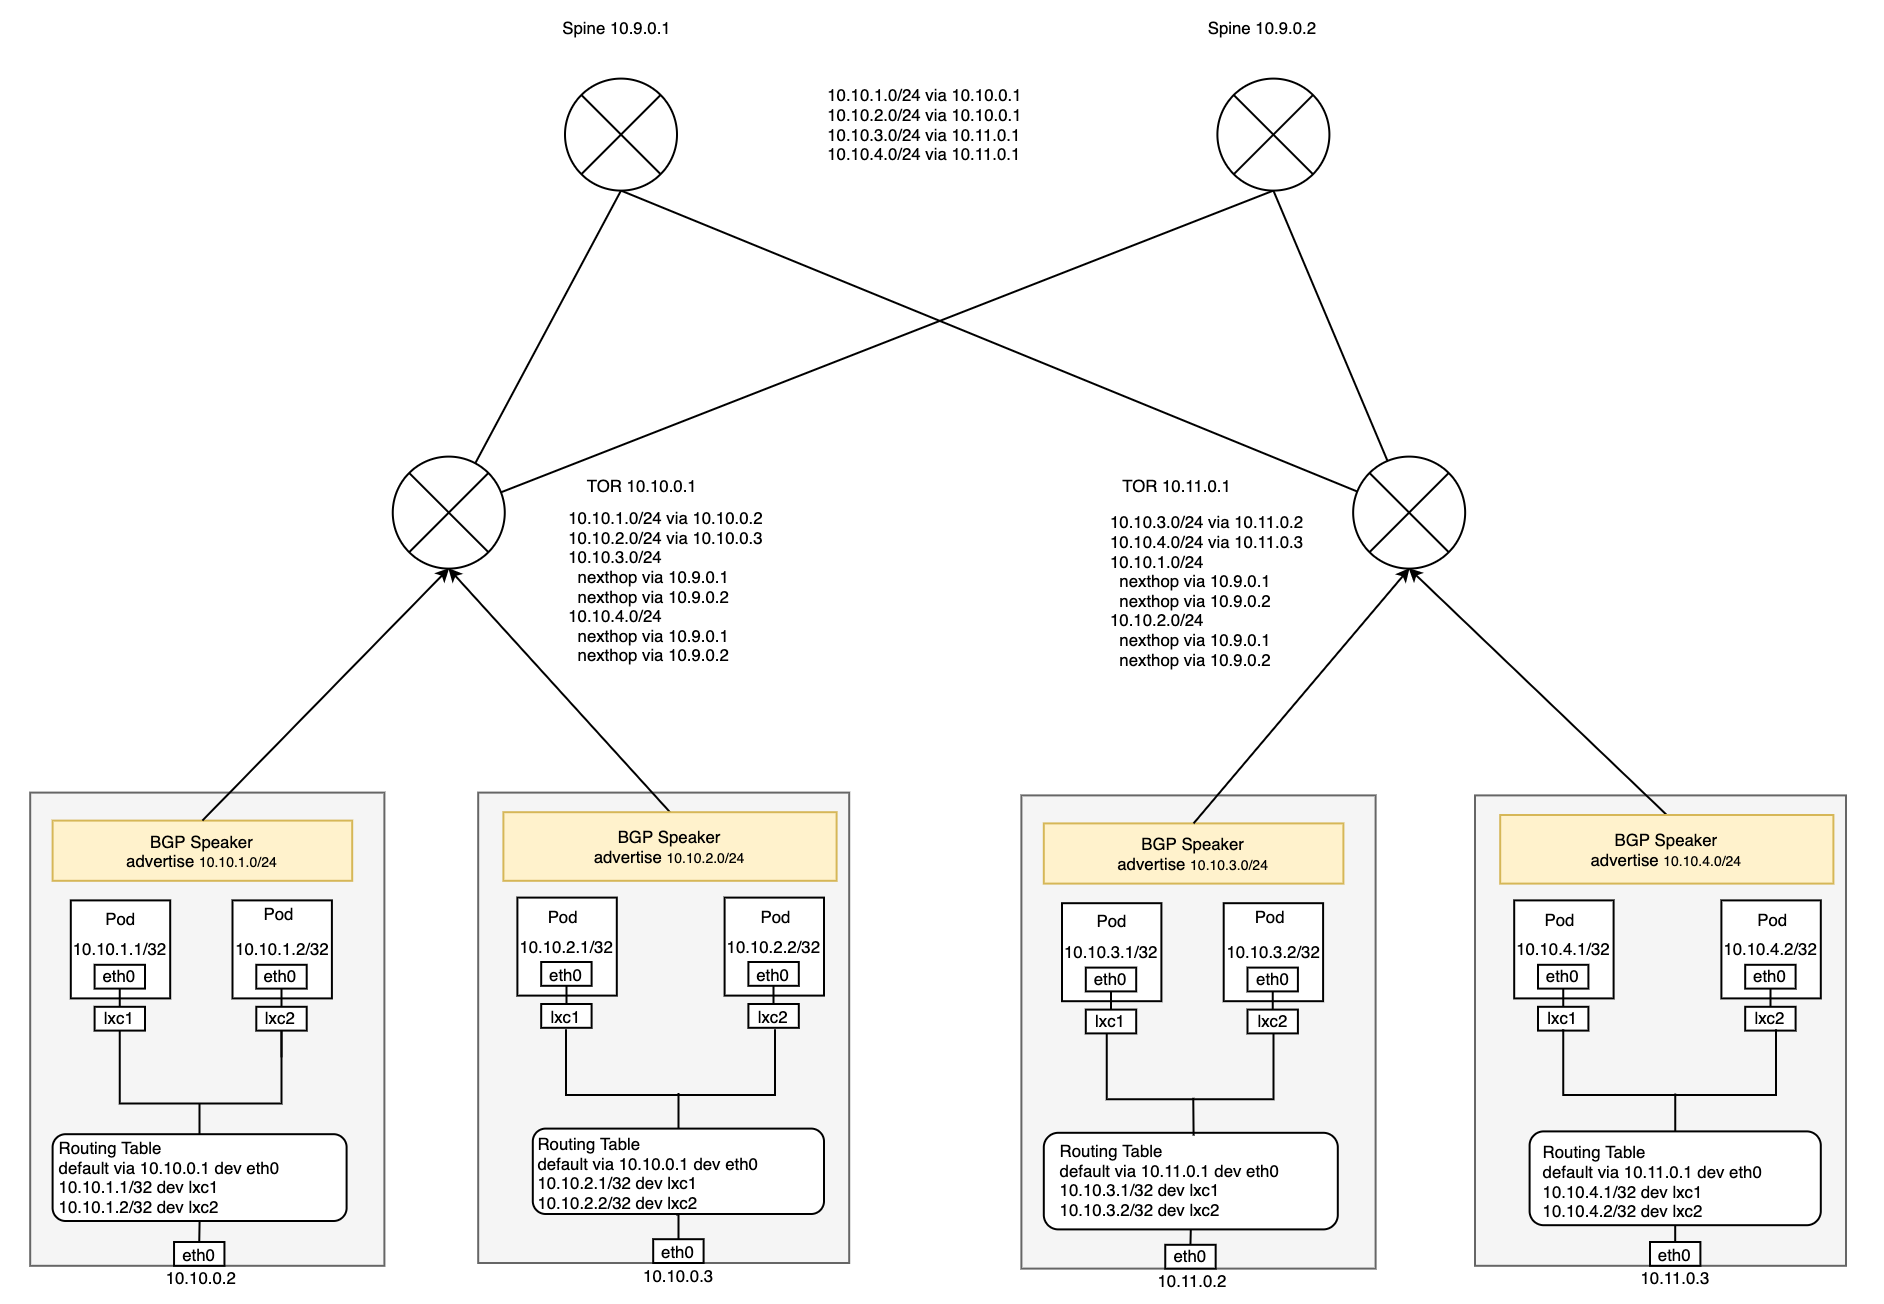 Spine 10.9.0.1
Spine 10.9.0.2
10.10.1.0/24 via 10.10.0.1
10.10.2.0/24 via 10.10.0.1
10.10.3.0/24 via 10.11.0.1
10.10.4.0/24 via 10.11.0.1
TOR 10.10.0.1
10.10.1.0/24 via 10.10.0.2
10.10.2.0/24 via 10.10.0.3
10.10.3.0/24
nexthop via 10.9.0.1
nexthop via 10.9.0.2
10.10.4.0/24
nexthop via 10.9.0.1
nexthop via 10.9.0.2
TOR 10.11.0.1
10.10.3.0/24 via 10.11.0.2
10.10.4.0/24 via 10.11.0.3
10.10.1.0/24
nexthop via 10.9.0.1
nexthop via 10.9.0.2
10.10.2.0/24
nexthop via 10.9.0.1
nexthop via 10.9.0.2
BGP Speaker
advertise 10.10.1.0/24
Pod
10.10.1.1/32
eth0
lxc1
Pod
10.10.1.2/32
eth0
lxc2
Routing Table
default via 10.10.0.1 dev eth0
10.10.1.1/32 dev lxc1
10.10.1.2/32 dev lxc2
eth0
10.10.0.2
BGP Speaker
advertise 10.10.2.0/24
Pod
10.10.2.1/32
eth0
lxc1
Pod
10.10.2.2/32
eth0
lxc2
Routing Table
default via 10.10.0.1 dev eth0
10.10.2.1/32 dev lxc1
10.10.2.2/32 dev lxc2
eth0
10.10.0.3
BGP Speaker
advertise 10.10.3.0/24
Pod
10.10.3.1/32
eth0
lxc1
Pod
10.10.3.2/32
eth0
lxc2
Routing Table
default via 10.11.0.1 dev eth0
10.10.3.1/32 dev lxc1
10.10.3.2/32 dev lxc2
eth0
10.11.0.2
BGP Speaker
advertise 10.10.4.0/24
Pod
10.10.4.1/32
eth0
lxc1
Pod
10.10.4.2/32
eth0
lxc2
Routing Table
default via 10.11.0.1 dev eth0
10.10.4.1/32 dev lxc1
10.10.4.2/32 dev lxc2
eth0
10.11.0.3